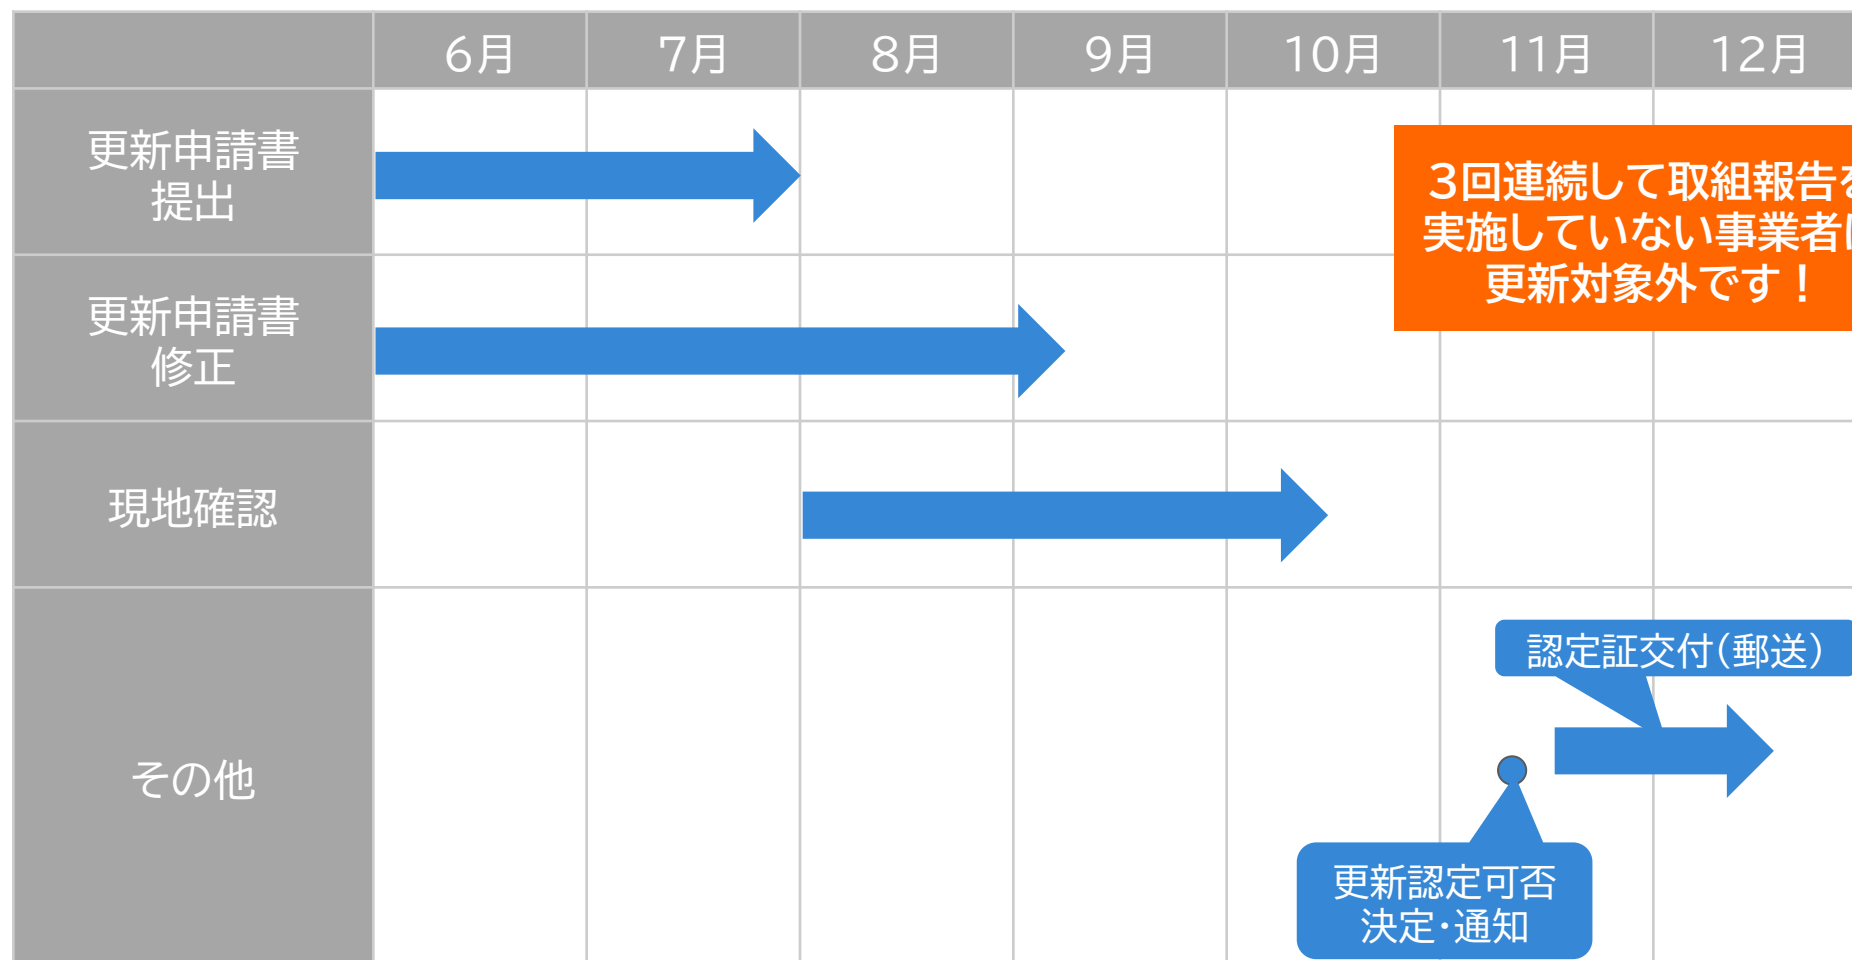 6月 7月 8月 9月 10月 11月 12月
更新申請書
提出
3回連続して取組報告を
実施していない事業者は
更新対象外です！
更新申請書
修正
現地確認
その他
認定証交付(郵送)
更新認定可否
決定・通知